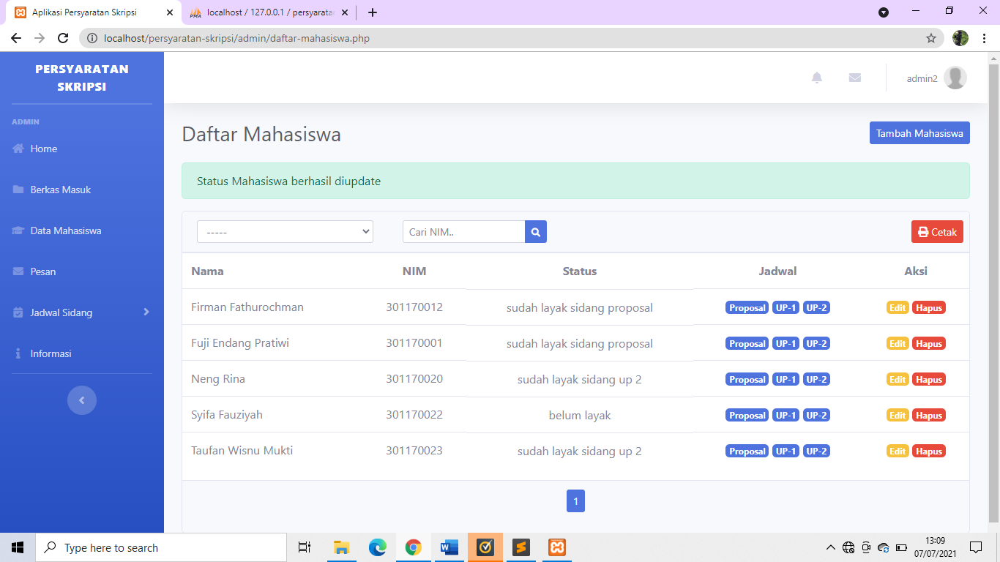 Aplikasi Persyaratan Skripsi
localhost / 127.0.0.1 / persyaratan
localhost/persyaratan-skripsi/admin/daftar-mahasiswa.php
PERSYARATAN
SKRIPSI
ADMIN
Home
Berkas Masuk
Data Mahasiswa
Pesan
Jadwal Sidang
Informasi
admin2
Daftar Mahasiswa
Tambah Mahasiswa
Status Mahasiswa berhasil diupdate
----- Cari NIM.. Cetak
Nama NIM Status Jadwal Aksi
Firman Fathurochman 301170012 sudah layak sidang proposal Proposal UP-1 UP-2 Edit Hapus
Fuji Endang Pratiwi 301170001 sudah layak sidang proposal Proposal UP-1 UP-2 Edit Hapus
Neng Rina 301170020 sudah layak sidang up 2 Proposal UP-1 UP-2 Edit Hapus
Syifa Fauziyah 301170022 belum layak Proposal UP-1 UP-2 Edit Hapus
Taufan Wisnu Mukti 301170023 sudah layak sidang up 2 Proposal UP-1 UP-2 Edit Hapus
1
Type here to search
13:09
07/07/2021